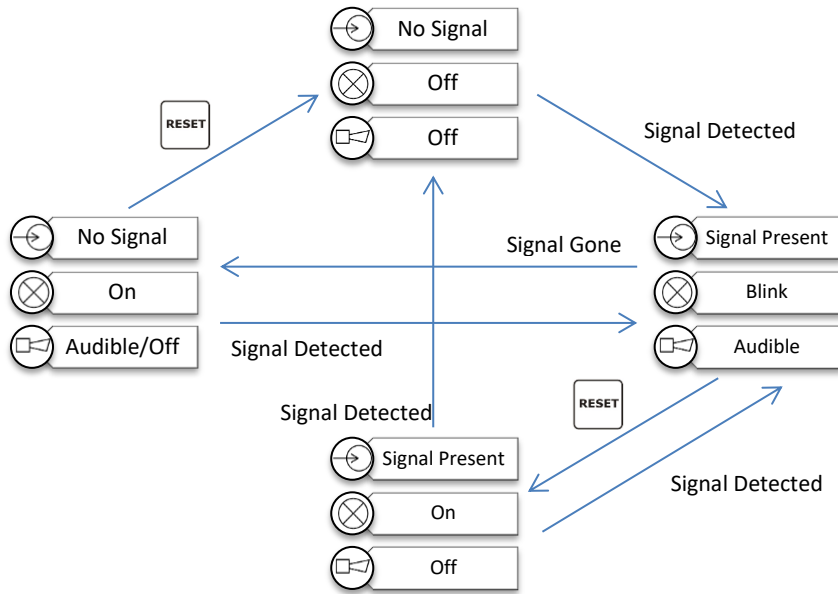 No Signal
Off
Off
RESET
Signal Detected
No Signal
On
Audible/Off
Signal Gone
Signal Detected
Signal Present
Blink
Audible
Signal Detected
RESET
Signal Present
On
Off
Signal Detected